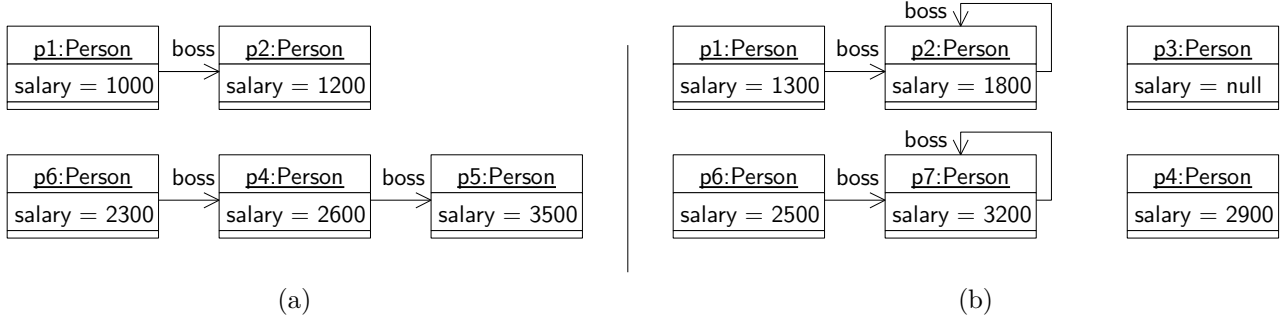 boss
boss
p1:Person
boss
p2:Person
p1:Person
boss
p2:Person
p3:Person
salary = 1000
salary = 1200
salary = 1300
salary = 1800
salary = null
boss
p6:Person
boss
p4:Person
boss
p5:Person
p6:Person
boss
p7:Person
p4:Person
salary = 2300
salary = 2600
salary = 3500
salary = 2500
salary = 3200
salary = 2900
(a)
(b)